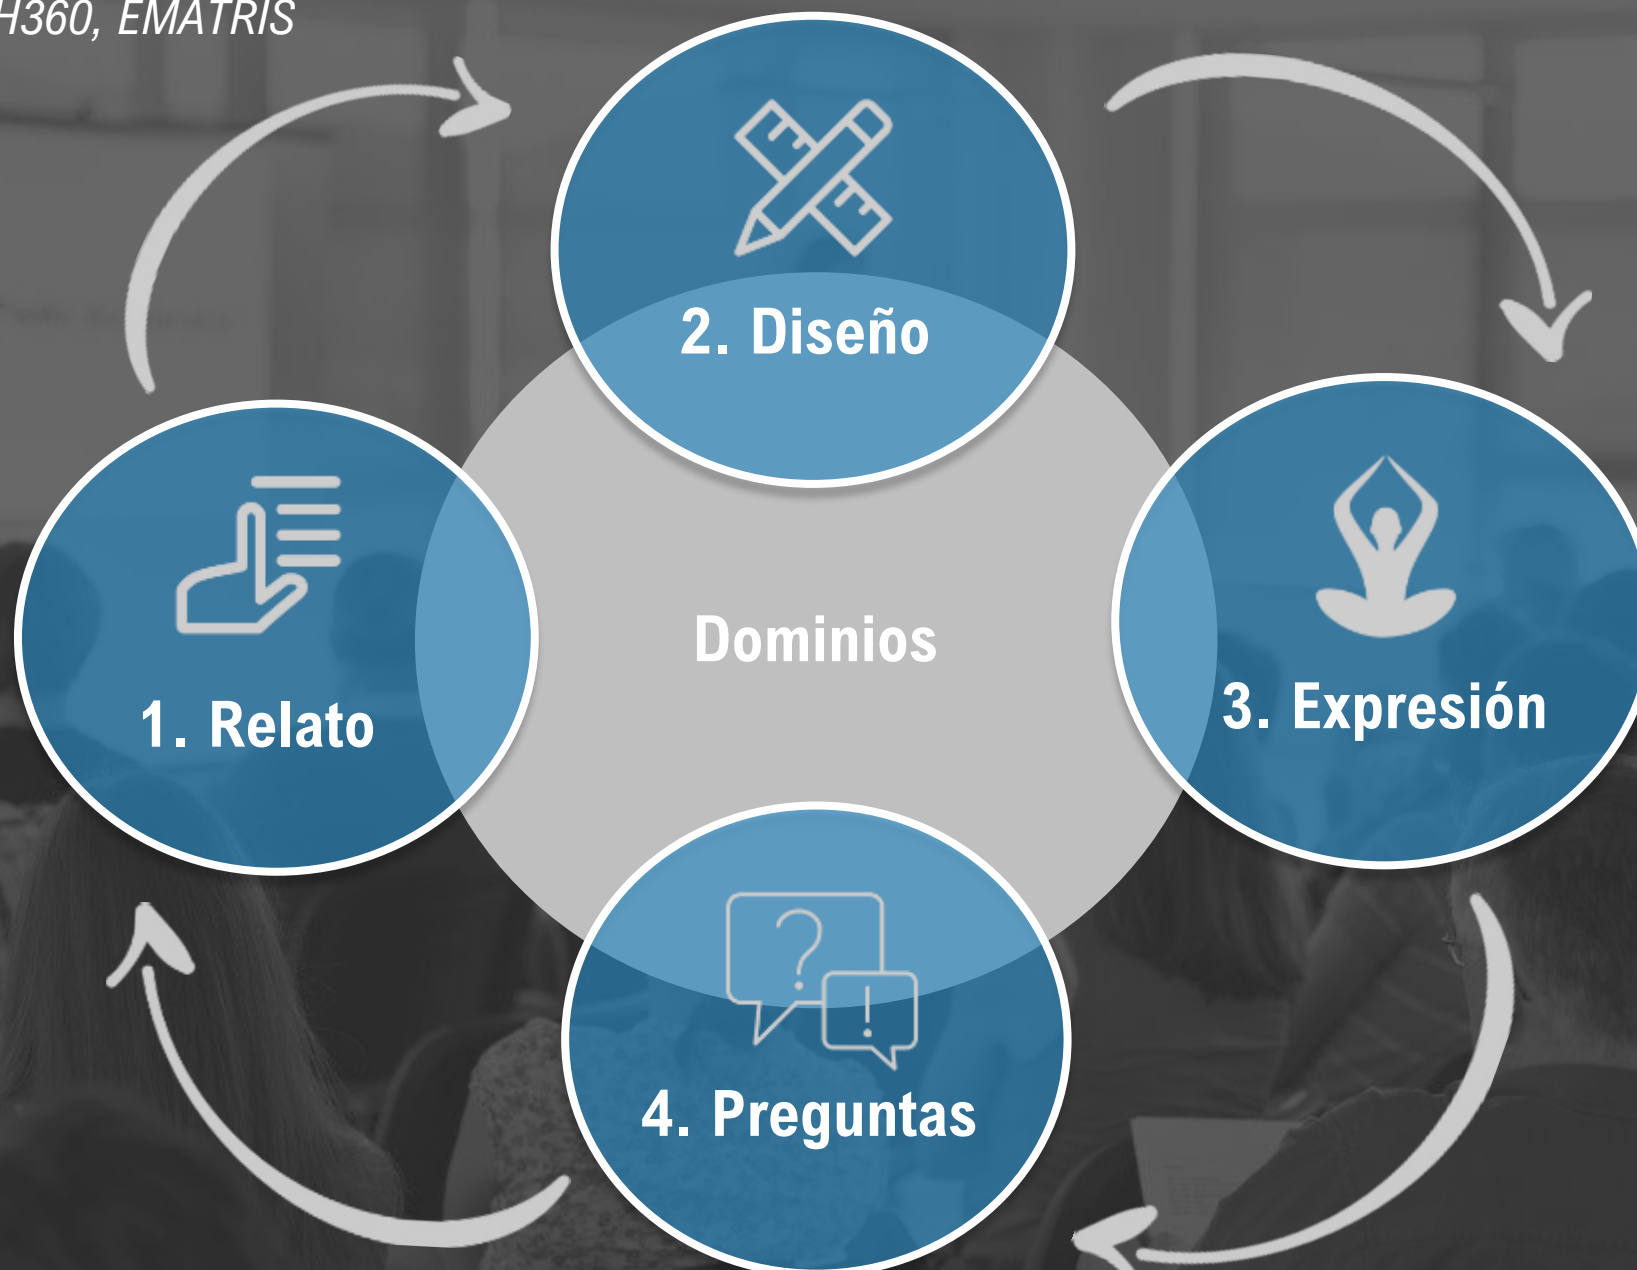 H360, EMATRIS
2. Diseño
1. Relato
Dominios
3. Expresión
?
!
4. Preguntas